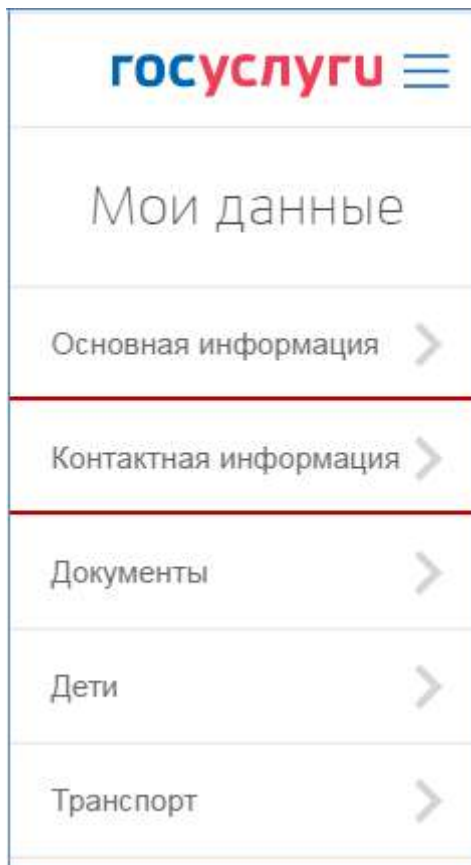 госуслуги
Мои данные
Основная информация
Контактная информация
Документы
Дети
Транспорт